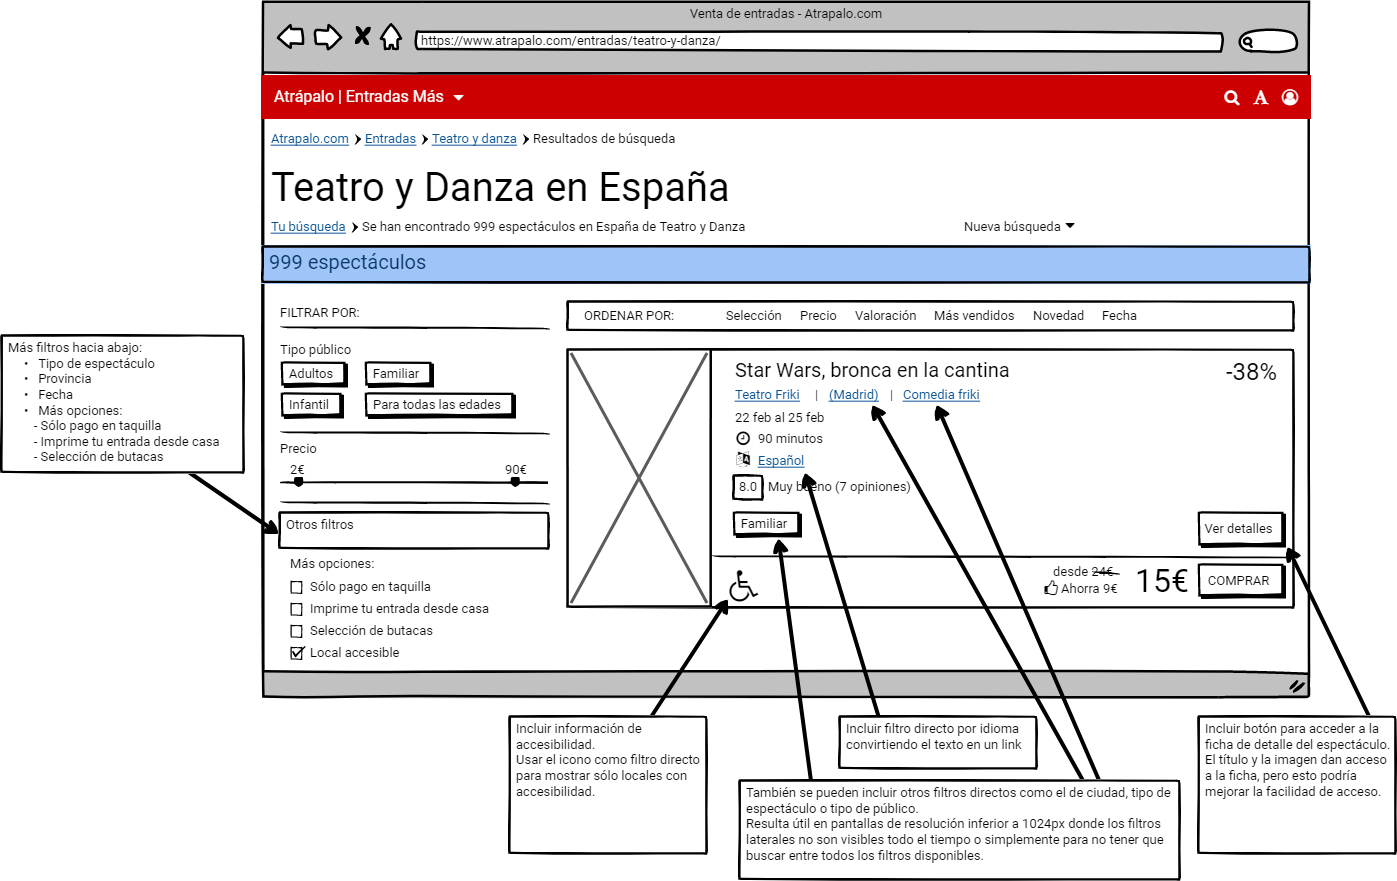 Venta de entradas - Atrapalo.com
https://www.atrapalo.com/entradas/teatro-y-danza/
Atrápalo | Entradas Más
A
Atrapalo.com Entradas Teatro y danza Resultados de búsqueda
Teatro y Danza en España
Tu búsqueda Se han encontrado 999 espectáculos en España de Teatro y Danza
Nueva búsqueda
999 espectáculos
FILTRAR POR:
Tipo público
Adultos Familiar
Infantil Para todas las edades
Precio
2€ 90€
Otros filtros
Más opciones:
Sólo pago en taquilla
Imprime tu entrada desde casa
Selección de butacas
Local accesible
ORDENAR POR: Selección Precio Valoración Más vendidos Novedad Fecha
Star Wars, bronca en la cantina
-38%
Teatro Friki | (Madrid) | Comedia friki
22 feb al 25 feb
90 minutos
Español
8.0 Muy bueno (7 opiniones)
Familiar
Ver detalles
desde 24€
Ahorra 9€
15€
COMPRAR
Más filtros hacia abajo:
• Tipo de espectáculo
• Provincia
• Fecha
• Más opciones:
- Sólo pago en taquilla
- Imprime tu entrada desde casa
- Selección de butacas
Incluir información de
accesibilidad.
Usar el icono como filtro directo
para mostrar sólo locales con
accesibilidad.
Incluir filtro directo por idioma
convirtiendo el texto en un link
También se pueden incluir otros filtros directos como el de ciudad, tipo de
espectáculo o tipo de público.
Resulta útil en pantallas de resolución inferior a 1024px donde los filtros
laterales no son visibles todo el tiempo o simplemente para no tener que
buscar entre todos los filtros disponibles.
Incluir botón para acceder a la
ficha de detalle del espectáculo.
El título y la imagen dan acceso
a la ficha, pero esto podría
mejorar la facilidad de acceso.